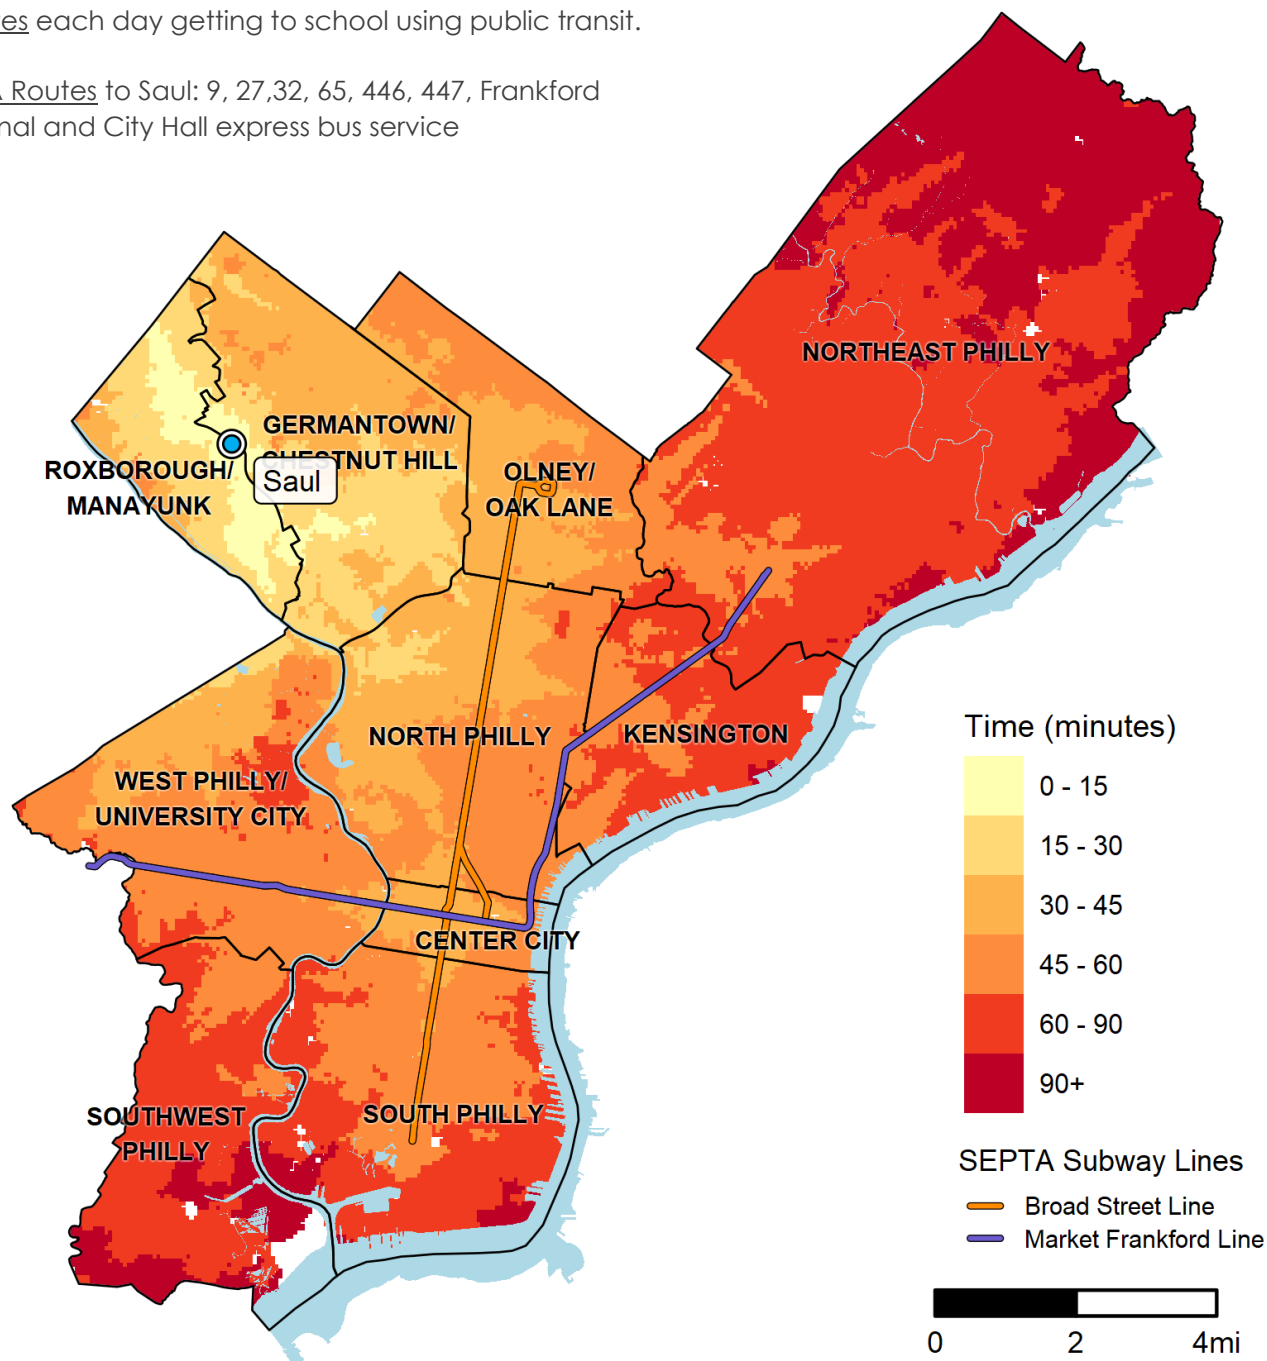 each day getting to school using public transit.
Routes to Saul: 9, 27,32, 65, 446, 447, Frankford
and City Hall express bus service
NORTHEAST PHILLY
GERMANTOWN/
CHESTNUT HILL
ROXBOROUGH/
MANAYUNK
Saul
OLNEY/
OAK LANE
NORTH PHILLY
KENSINGTON
WEST PHILLY/
UNIVERSITY CITY
CENTER CITY
SOUTHWEST
PHILLY
SOUTH PHILLY
Time (minutes)
0 - 15
15 - 30
30 - 45
45 - 60
60 - 90
90+
SEPTA Subway Lines
Broad Street Line
Market Frankford Line
0 2 4mi